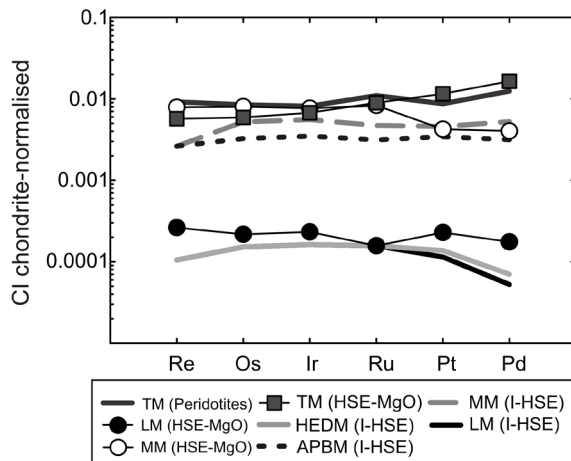 0.1
0.01
0.001
0.0001
CI chondrite-normalised
Re Os Ir Ru Pt Pd
TM (Peridotites) TM (HSE-MgO) MM (I-HSE)
LM (HSE-MgO) HEDM (I-HSE) LM (I-HSE)
MM (HSE-MgO) APBM (I-HSE)